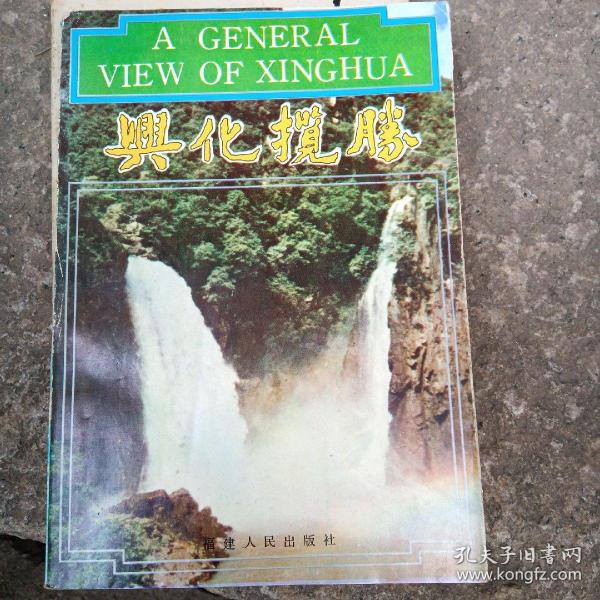 A GENERAL
VIEW OF XINGHUA
興化攬勝
福建人民出版社
孔夫子旧书网
www.kongfz.com